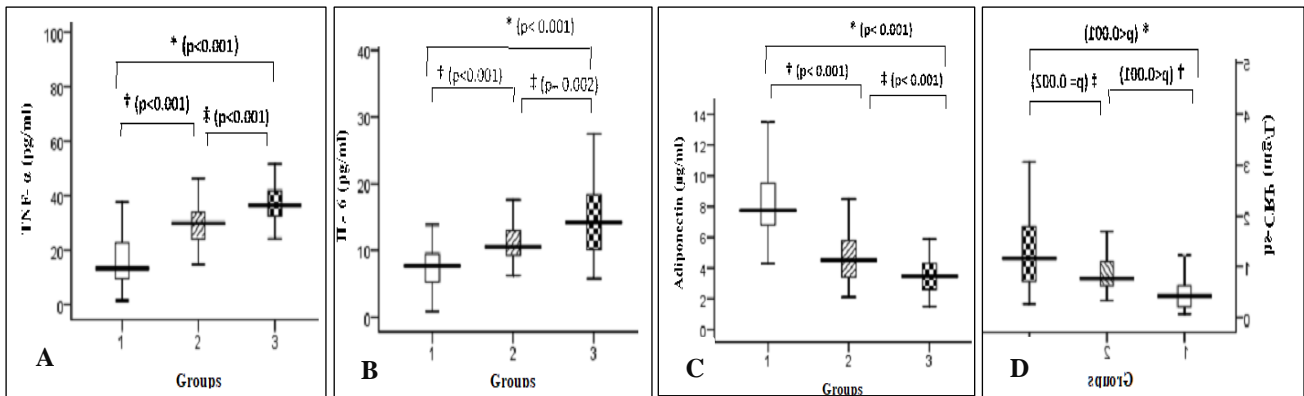 * (p<0.001)
† (p<0.001)
‡ (p<0.001)
TNF- α (pg/ml)
100
80
60
40
20
0
1 2 3
A
Groups
* (p< 0.001)
† (p<0.001)
‡ (p= 0.002)
IL- 6 (pg/ml)
40
30
20
10
0
1 2 3
B
Groups
* (p< 0.001)
† (p< 0.001)
‡ (p< 0.001)
Adiponectin (µg/ml)
14
12
10
8
6
4
2
0
1 2 3
C
Groups
* (p<0.001)
‡ (p= 0.002)
† (p<0.001)
hs-CRP (mg/L)
5
4
3
2
1
0
2 1
D
Groups